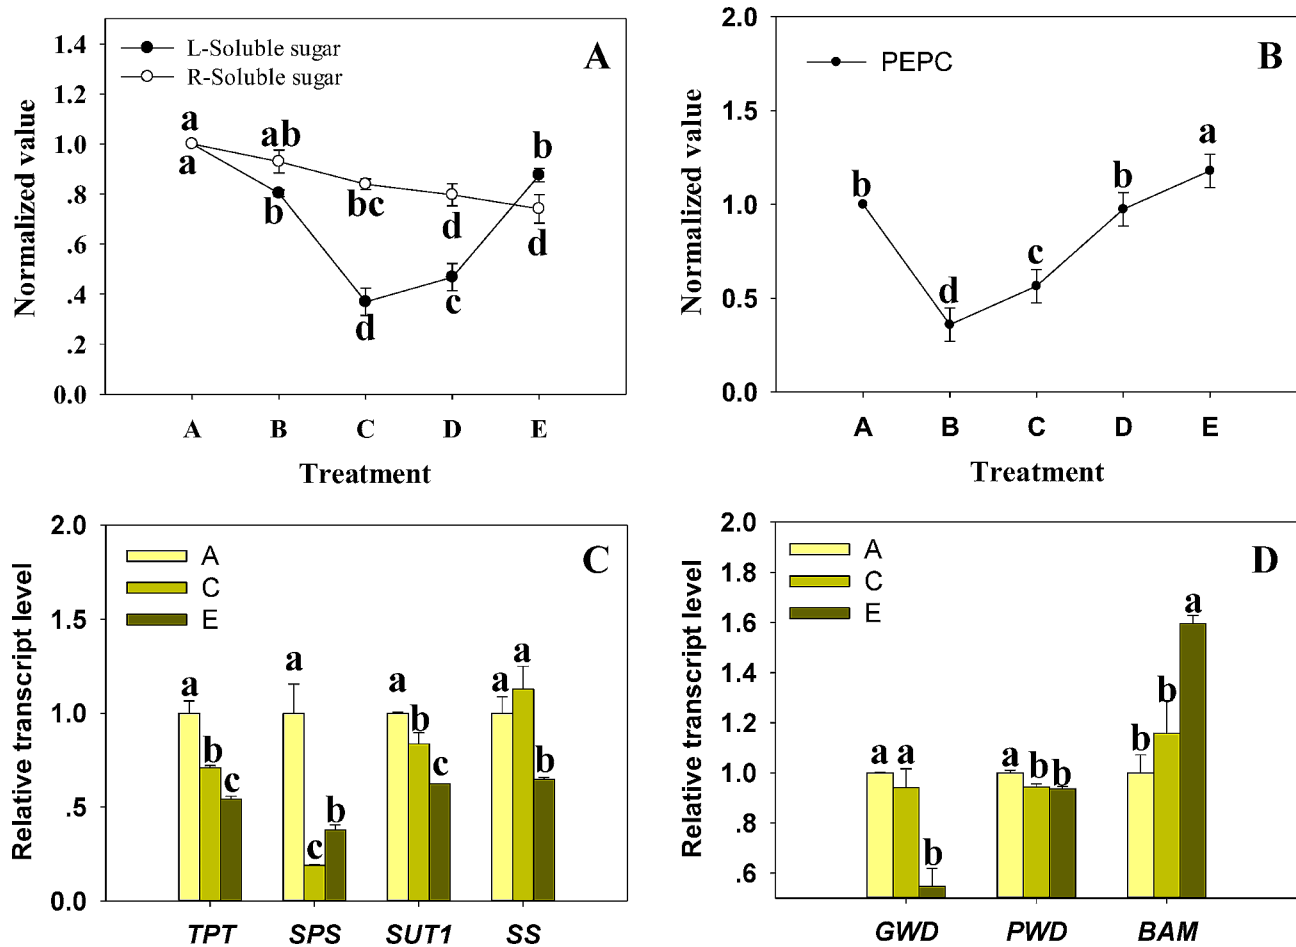 1.4
1.2
1.0
.8
.6
.4
.2
0.0
Normalized value
L-Soluble sugar
R-Soluble sugar
A
a
a
ab
b
bc
d
d
c
b
d
A B C D E
Treatment
2.0
1.5
1.0
0.5
0.0
Normalized value
PEPC
B
b
d
c
b
a
A B C D E
Treatment
2.0
1.5
1.0
.5
0.0
Relative transcript level
A
C
E
C
a b c
a c b
a b c
a a b
TPT SPS SUT1 SS
2.0
1.8
1.6
1.4
1.2
1.0
.8
.6
Relative transcript level
A
C
E
D
a a b
a b b
b b a
GWD PWD BAM